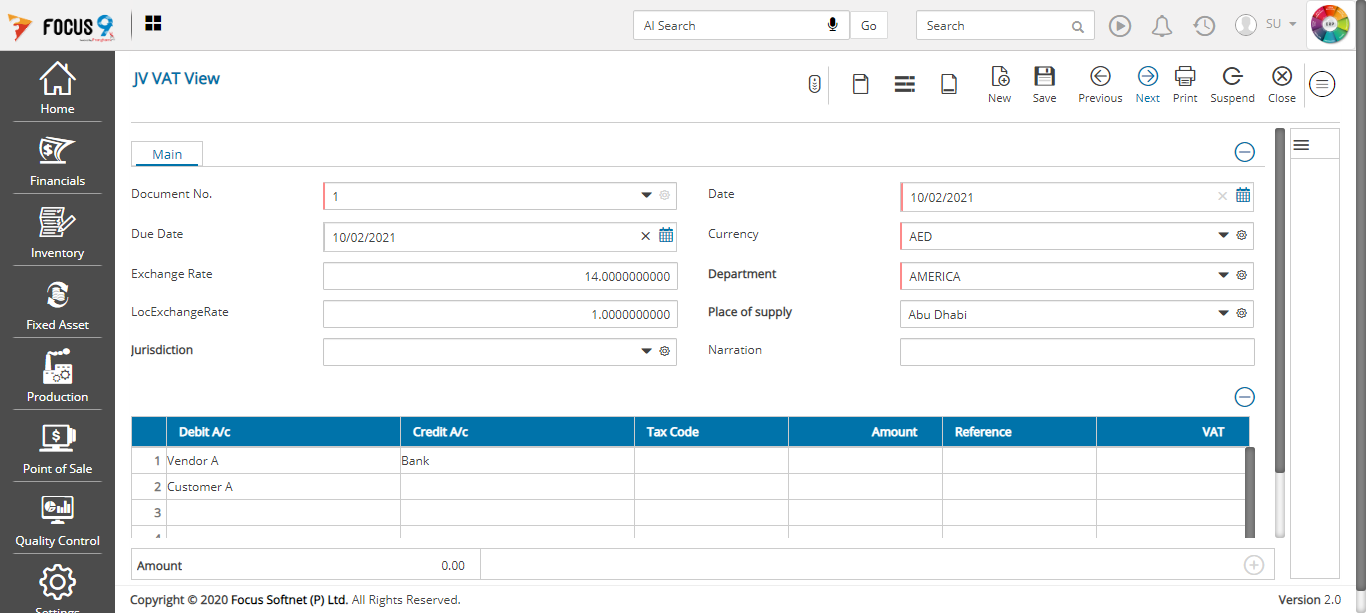 FOCUS 9
AI Search Go Search SU
Home
Financials
Inventory
Fixed Asset
Production
Point of Sale
Quality Control
Settings
JV VAT View
New Save Previous Next Print Suspend Close
Main
Document No. 1 Date 10/02/2021
Due Date 10/02/2021 Currency AED
Exchange Rate 14.0000000000 Department AMERICA
LocExchangeRate 1.0000000000 Place of supply Abu Dhabi
Jurisdiction Narration
Debit A/c Credit A/c Tax Code Amount Reference VAT
1 Vendor A Bank
2 Customer A
3
4
Amount 0.00
Copyright © 2020 Focus Softnet (P) Ltd. All Rights Reserved. Version 2.0